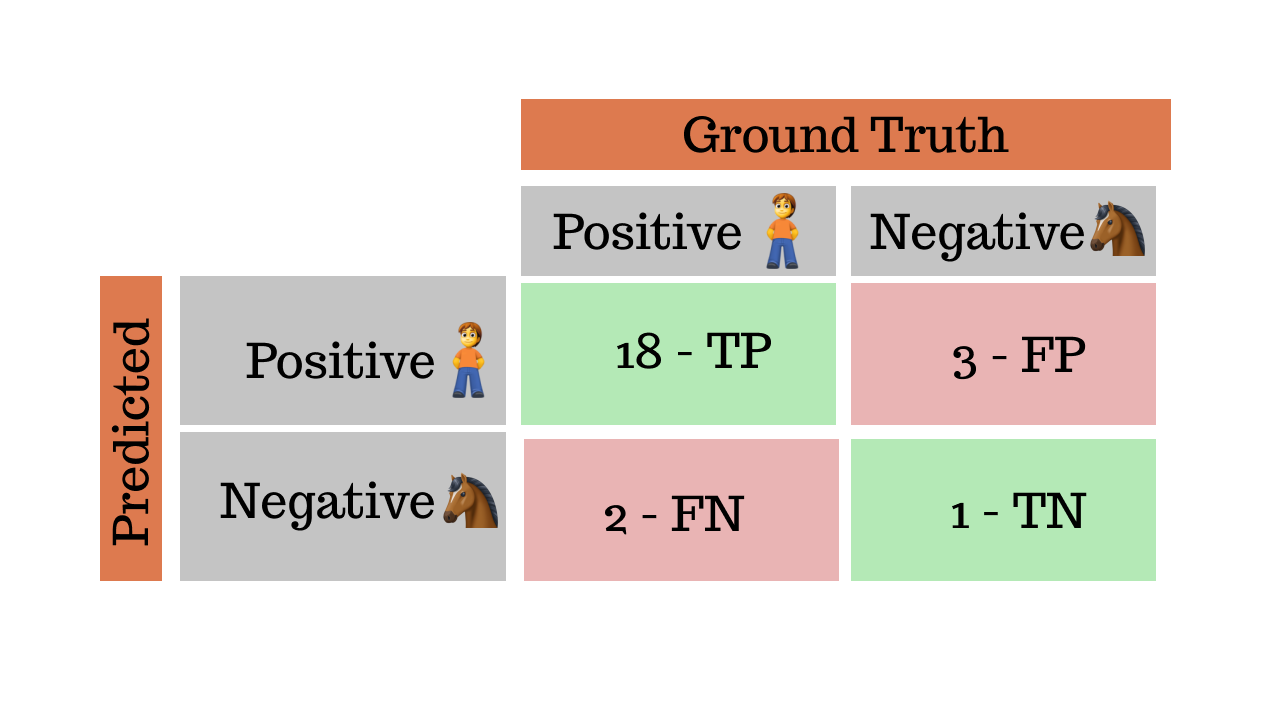 Ground Truth
Positive Negative
Predicted
Positive 18 - TP 3 - FP
Negative 2 - FN 1 - TN